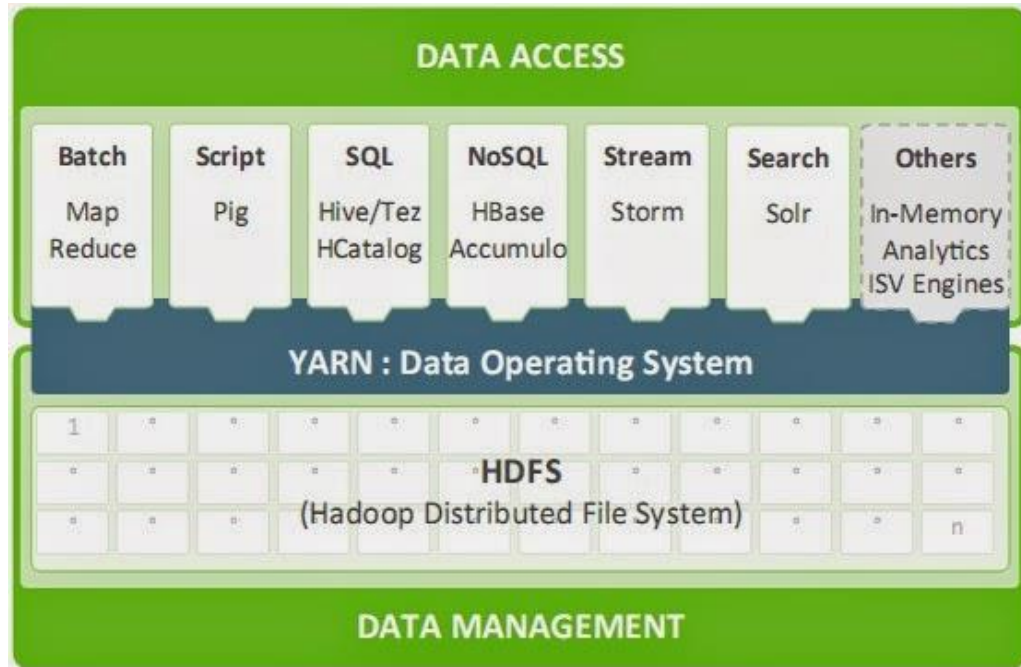 DATA ACCESS
Batch
Map
Reduce
Script
Pig
SQL
Hive/Tez
HCatalog
NoSQL
HBase
Accumulo
Stream
Storm
Search
Solr
Others
In-Memory
Analytics
ISV Engines
YARN : Data Operating System
1
HDFS
(Hadoop Distributed File System)
n
DATA MANAGEMENT